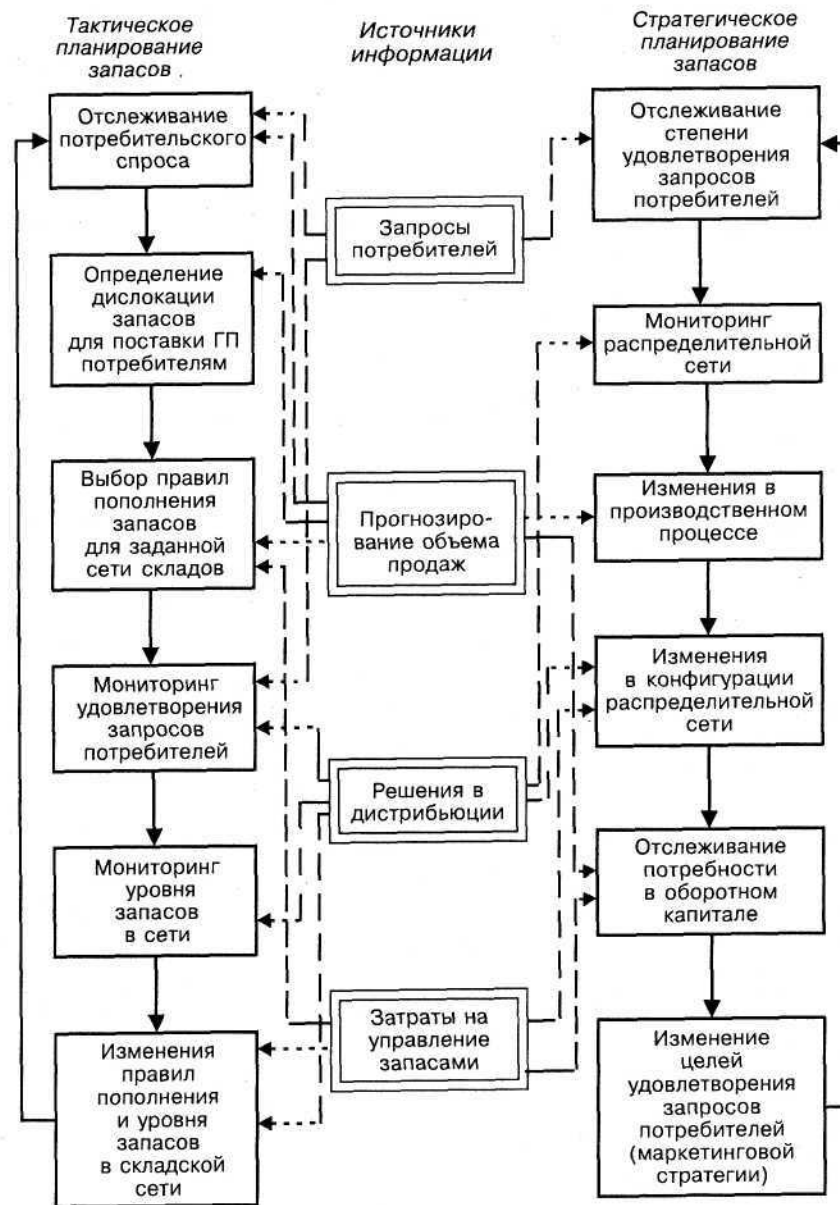 Тактическое
планирование
запасов .
Источники
информации
Стратегическое
планирование
запасов
Отслеживание
потребительского
спроса
Определение
дислокации
запасов
для поставки ГП
потребителям
Выбор правил
пополнения
запасов
для заданной
сети складов
Мониторинг
удовлетворения
запросов
потребителей
Мониторинг
уровня
запасов
в сети
Изменения
правил
пополнения
и уровня
запасов
в складской
сети
Запросы
потребителей
Прогнозиро-
вание объема
продаж
Решения в
дистрибьюции
Затраты на
управление
запасами
Отслеживание
степени
удовлетворения
запросов
потребителей
Мониторинг
распределительной
сети
Изменения в
производственном
процессе
Изменения
в конфигурации
распределительной
сети
Отслеживание
потребности
в оборотном
капитале
Изменение
целей
удовлетворения
запросов
потребителей
(маркетинговой
стратегии)